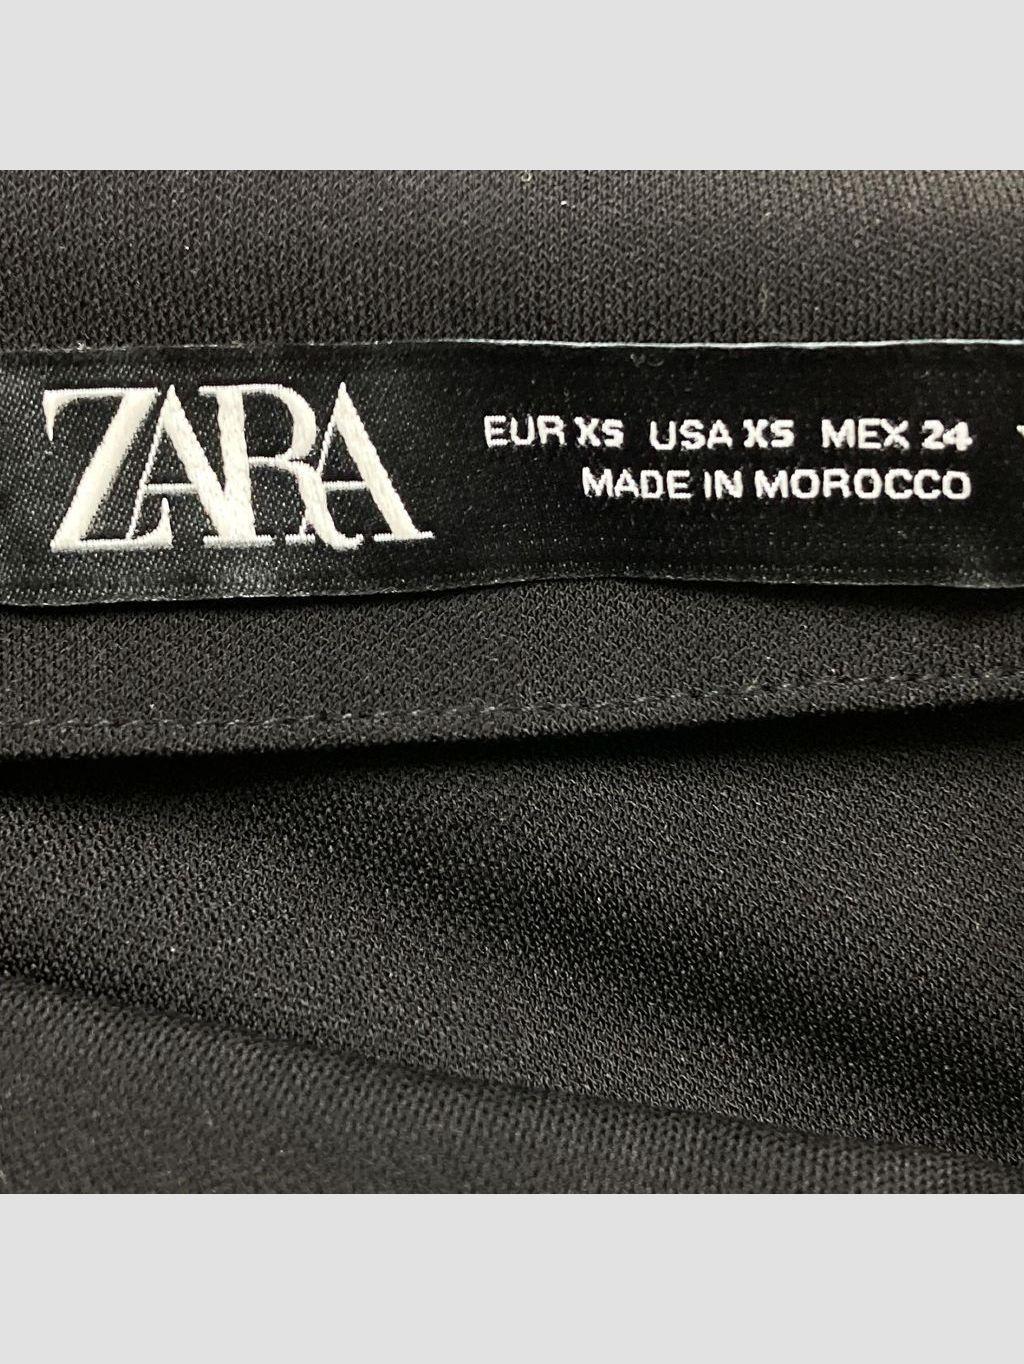 ZARA
EUR XS USA XS MEX 24
MADE IN MOROCCO